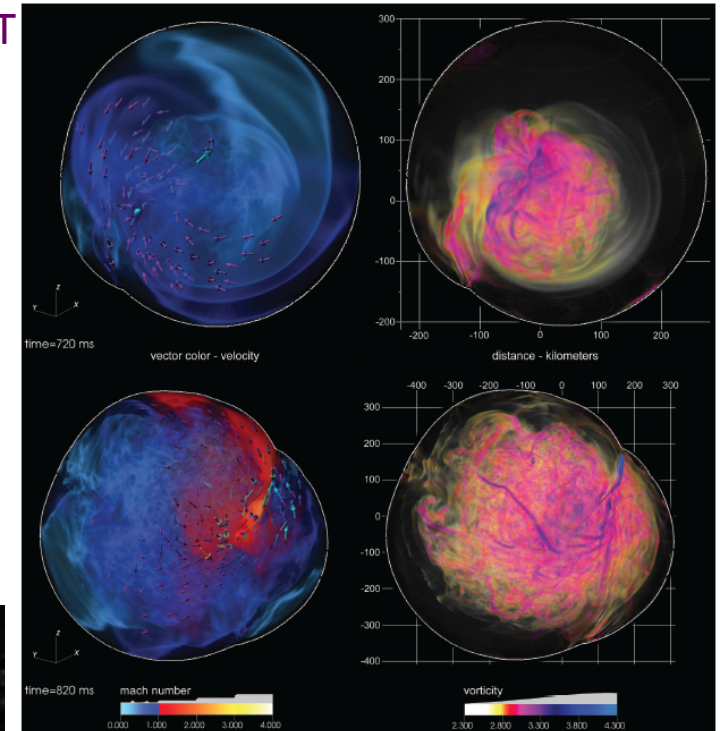 T
300
200
100
0
-100
-200
-200 -100 0 100 200
Z
Y X
time=720 ms
vector color - velocity
distance - kilometers
-400 -300 -200 -100 0 100 200 300
300
200
100
0
-100
-200
-300
-400
Z
Y X
time=820 ms
mach number
0.000 1.000 2.000 3.000 4.000
vorticity
2.300 2.800 3.300 3.800 4.300